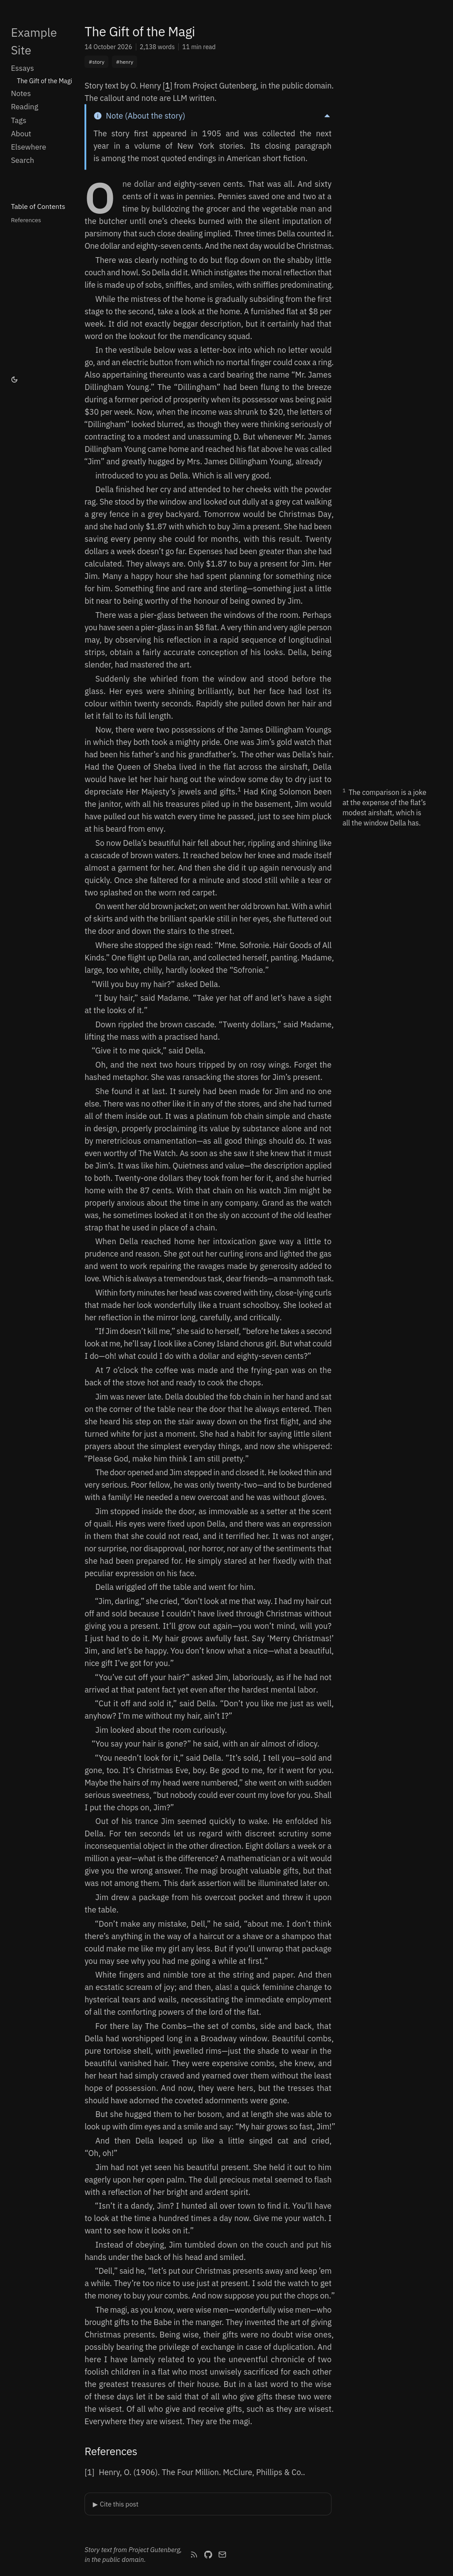 Example
Site
Essays
The Gift of the Magi
Notes
Reading
Tags
About
Elsewhere
Search
Table of Contents
References
The Gift of the Magi
14 October 2026 | 2,138 words | 11 min read
#story #henry
Story text by O. Henry [1] from Project Gutenberg, in the public domain.
The callout and note are LLM written.
Note (About the story)
The story first appeared in 1905 and was collected the next
year in a volume of New York stories. Its closing paragraph
is among the most quoted endings in American short fiction.
One dollar and eighty-seven cents. That was all. And sixty
cents of it was in pennies. Pennies saved one and two at a
time by bulldozing the grocer and the vegetable man and
the butcher until one’s cheeks burned with the silent imputation of
parsimony that such close dealing implied. Three times Della counted it.
One dollar and eighty-seven cents. And the next day would be Christmas.
There was clearly nothing to do but flop down on the shabby little
couch and howl. So Della did it. Which instigates the moral reflection that
life is made up of sobs, sniffles, and smiles, with sniffles predominating.
While the mistress of the home is gradually subsiding from the first
stage to the second, take a look at the home. A furnished flat at $8 per
week. It did not exactly beggar description, but it certainly had that
word on the lookout for the mendicancy squad.
In the vestibule below was a letter-box into which no letter would
go, and an electric button from which no mortal finger could coax a ring.
Also appertaining thereunto was a card bearing the name “Mr. James
Dillingham Young.” The “Dillingham” had been flung to the breeze
during a former period of prosperity when its possessor was being paid
$30 per week. Now, when the income was shrunk to $20, the letters of
“Dillingham” looked blurred, as though they were thinking seriously of
contracting to a modest and unassuming D. But whenever Mr. James
Dillingham Young came home and reached his flat above he was called
“Jim” and greatly hugged by Mrs. James Dillingham Young, already
introduced to you as Della. Which is all very good.
Della finished her cry and attended to her cheeks with the powder
rag. She stood by the window and looked out dully at a grey cat walking
a grey fence in a grey backyard. Tomorrow would be Christmas Day,
and she had only $1.87 with which to buy Jim a present. She had been
saving every penny she could for months, with this result. Twenty
dollars a week doesn’t go far. Expenses had been greater than she had
calculated. They always are. Only $1.87 to buy a present for Jim. Her
Jim. Many a happy hour she had spent planning for something nice
for him. Something fine and rare and sterling—something just a little
bit near to being worthy of the honour of being owned by Jim.
There was a pier-glass between the windows of the room. Perhaps
you have seen a pier-glass in an $8 flat. A very thin and very agile person
may, by observing his reflection in a rapid sequence of longitudinal
strips, obtain a fairly accurate conception of his looks. Della, being
slender, had mastered the art.
Suddenly she whirled from the window and stood before the
glass. Her eyes were shining brilliantly, but her face had lost its
colour within twenty seconds. Rapidly she pulled down her hair and
let it fall to its full length.
Now, there were two possessions of the James Dillingham Youngs
in which they both took a mighty pride. One was Jim’s gold watch that
had been his father’s and his grandfather’s. The other was Della’s hair.
Had the Queen of Sheba lived in the flat across the airshaft, Della
would have let her hair hang out the window some day to dry just to
depreciate Her Majesty’s jewels and gifts.1 Had King Solomon been
the janitor, with all his treasures piled up in the basement, Jim would
have pulled out his watch every time he passed, just to see him pluck
at his beard from envy.
1 The comparison is a joke
at the expense of the flat’s
modest airshaft, which is
all the window Della has.
So now Della’s beautiful hair fell about her, rippling and shining like
a cascade of brown waters. It reached below her knee and made itself
almost a garment for her. And then she did it up again nervously and
quickly. Once she faltered for a minute and stood still while a tear or
two splashed on the worn red carpet.
On went her old brown jacket; on went her old brown hat. With a whirl
of skirts and with the brilliant sparkle still in her eyes, she fluttered out
the door and down the stairs to the street.
Where she stopped the sign read: “Mme. Sofronie. Hair Goods of All
Kinds.” One flight up Della ran, and collected herself, panting. Madame,
large, too white, chilly, hardly looked the “Sofronie.”
“Will you buy my hair?” asked Della.
“I buy hair,” said Madame. “Take yer hat off and let’s have a sight
at the looks of it.”
Down rippled the brown cascade. “Twenty dollars,” said Madame,
lifting the mass with a practised hand.
“Give it to me quick,” said Della.
Oh, and the next two hours tripped by on rosy wings. Forget the
hashed metaphor. She was ransacking the stores for Jim’s present.
She found it at last. It surely had been made for Jim and no one
else. There was no other like it in any of the stores, and she had turned
all of them inside out. It was a platinum fob chain simple and chaste
in design, properly proclaiming its value by substance alone and not
by meretricious ornamentation—as all good things should do. It was
even worthy of The Watch. As soon as she saw it she knew that it must
be Jim’s. It was like him. Quietness and value—the description applied
to both. Twenty-one dollars they took from her for it, and she hurried
home with the 87 cents. With that chain on his watch Jim might be
properly anxious about the time in any company. Grand as the watch
was, he sometimes looked at it on the sly on account of the old leather
strap that he used in place of a chain.
When Della reached home her intoxication gave way a little to
prudence and reason. She got out her curling irons and lighted the gas
and went to work repairing the ravages made by generosity added to
love. Which is always a tremendous task, dear friends—a mammoth task.
Within forty minutes her head was covered with tiny, close-lying curls
that made her look wonderfully like a truant schoolboy. She looked at
her reflection in the mirror long, carefully, and critically.
“If Jim doesn’t kill me,” she said to herself, “before he takes a second
look at me, he’ll say I look like a Coney Island chorus girl. But what could
I do—oh! what could I do with a dollar and eighty-seven cents?”
At 7 o’clock the coffee was made and the frying-pan was on the
back of the stove hot and ready to cook the chops.
Jim was never late. Della doubled the fob chain in her hand and sat
on the corner of the table near the door that he always entered. Then
she heard his step on the stair away down on the first flight, and she
turned white for just a moment. She had a habit for saying little silent
prayers about the simplest everyday things, and now she whispered:
“Please God, make him think I am still pretty.”
The door opened and Jim stepped in and closed it. He looked thin and
very serious. Poor fellow, he was only twenty-two—and to be burdened
with a family! He needed a new overcoat and he was without gloves.
Jim stopped inside the door, as immovable as a setter at the scent
of quail. His eyes were fixed upon Della, and there was an expression
in them that she could not read, and it terrified her. It was not anger,
nor surprise, nor disapproval, nor horror, nor any of the sentiments that
she had been prepared for. He simply stared at her fixedly with that
peculiar expression on his face.
Della wriggled off the table and went for him.
“Jim, darling,” she cried, “don’t look at me that way. I had my hair cut
off and sold because I couldn’t have lived through Christmas without
giving you a present. It’ll grow out again—you won’t mind, will you?
I just had to do it. My hair grows awfully fast. Say ‘Merry Christmas!’
Jim, and let’s be happy. You don’t know what a nice—what a beautiful,
nice gift I’ve got for you.”
“You’ve cut off your hair?” asked Jim, laboriously, as if he had not
arrived at that patent fact yet even after the hardest mental labor.
“Cut it off and sold it,” said Della. “Don’t you like me just as well,
anyhow? I’m me without my hair, ain’t I?”
Jim looked about the room curiously.
“You say your hair is gone?” he said, with an air almost of idiocy.
“You needn’t look for it,” said Della. “It’s sold, I tell you—sold and
gone, too. It’s Christmas Eve, boy. Be good to me, for it went for you.
Maybe the hairs of my head were numbered,” she went on with sudden
serious sweetness, “but nobody could ever count my love for you. Shall
I put the chops on, Jim?”
Out of his trance Jim seemed quickly to wake. He enfolded his
Della. For ten seconds let us regard with discreet scrutiny some
inconsequential object in the other direction. Eight dollars a week or a
million a year—what is the difference? A mathematician or a wit would
give you the wrong answer. The magi brought valuable gifts, but that
was not among them. This dark assertion will be illuminated later on.
Jim drew a package from his overcoat pocket and threw it upon
the table.
“Don’t make any mistake, Dell,” he said, “about me. I don’t think
there’s anything in the way of a haircut or a shave or a shampoo that
could make me like my girl any less. But if you’ll unwrap that package
you may see why you had me going a while at first.”
White fingers and nimble tore at the string and paper. And then
an ecstatic scream of joy; and then, alas! a quick feminine change to
hysterical tears and wails, necessitating the immediate employment
of all the comforting powers of the lord of the flat.
For there lay The Combs—the set of combs, side and back, that
Della had worshipped long in a Broadway window. Beautiful combs,
pure tortoise shell, with jewelled rims—just the shade to wear in the
beautiful vanished hair. They were expensive combs, she knew, and
her heart had simply craved and yearned over them without the least
hope of possession. And now, they were hers, but the tresses that
should have adorned the coveted adornments were gone.
But she hugged them to her bosom, and at length she was able to
look up with dim eyes and a smile and say: “My hair grows so fast, Jim!”
And then Della leaped up like a little singed cat and cried,
“Oh, oh!”
Jim had not yet seen his beautiful present. She held it out to him
eagerly upon her open palm. The dull precious metal seemed to flash
with a reflection of her bright and ardent spirit.
“Isn’t it a dandy, Jim? I hunted all over town to find it. You’ll have
to look at the time a hundred times a day now. Give me your watch. I
want to see how it looks on it.”
Instead of obeying, Jim tumbled down on the couch and put his
hands under the back of his head and smiled.
“Dell,” said he, “let’s put our Christmas presents away and keep ’em
a while. They’re too nice to use just at present. I sold the watch to get
the money to buy your combs. And now suppose you put the chops on.”
The magi, as you know, were wise men—wonderfully wise men—who
brought gifts to the Babe in the manger. They invented the art of giving
Christmas presents. Being wise, their gifts were no doubt wise ones,
possibly bearing the privilege of exchange in case of duplication. And
here I have lamely related to you the uneventful chronicle of two
foolish children in a flat who most unwisely sacrificed for each other
the greatest treasures of their house. But in a last word to the wise
of these days let it be said that of all who give gifts these two were
the wisest. Of all who give and receive gifts, such as they are wisest.
Everywhere they are wisest. They are the magi.
References
[1] Henry, O. (1906). The Four Million. McClure, Phillips & Co..
▶ Cite this post
Story text from Project Gutenberg,
in the public domain.